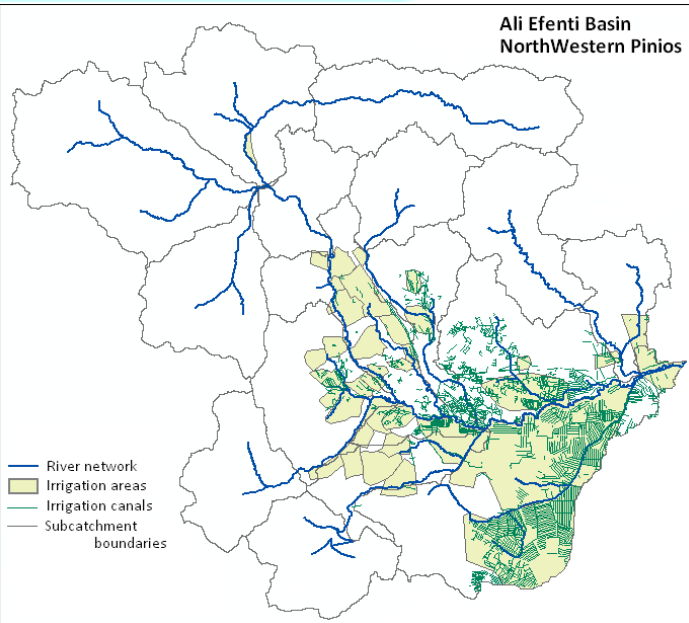 Ali Efenti Basin
NorthWestern Pinios
River network
Irrigation areas
Irrigation canals
Subcatchment
boundaries